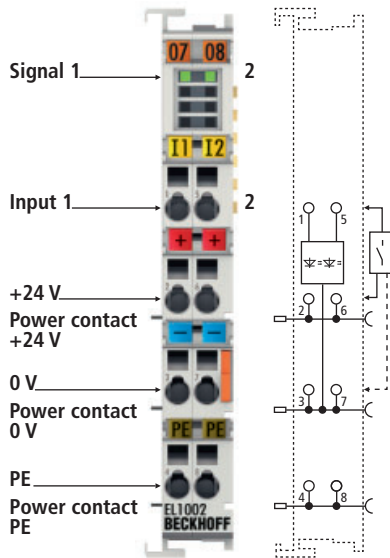 07 08
Signal 1 2
I1 I2
Input 1 2
1 5
+ +
+24 V
2 6
Power contact
+24 V
− −
0 V
3 7
Power contact
0 V
PE PE
PE
4 8
Power contact
PE
EL1002
BECKHOFF